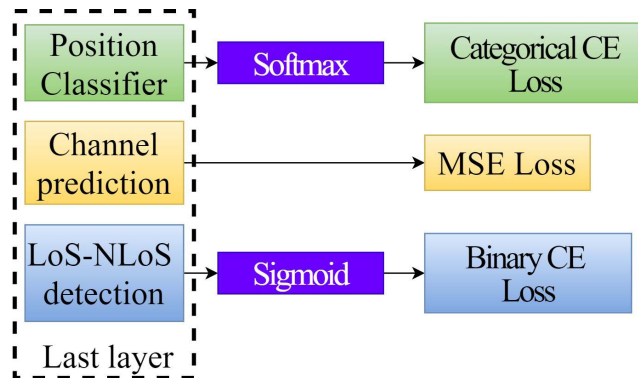 Position
Classifier
Softmax
Categorical CE
Loss
Channel
prediction
MSE Loss
LoS-NLoS
detection
Sigmoid
Binary CE
Loss
Last layer